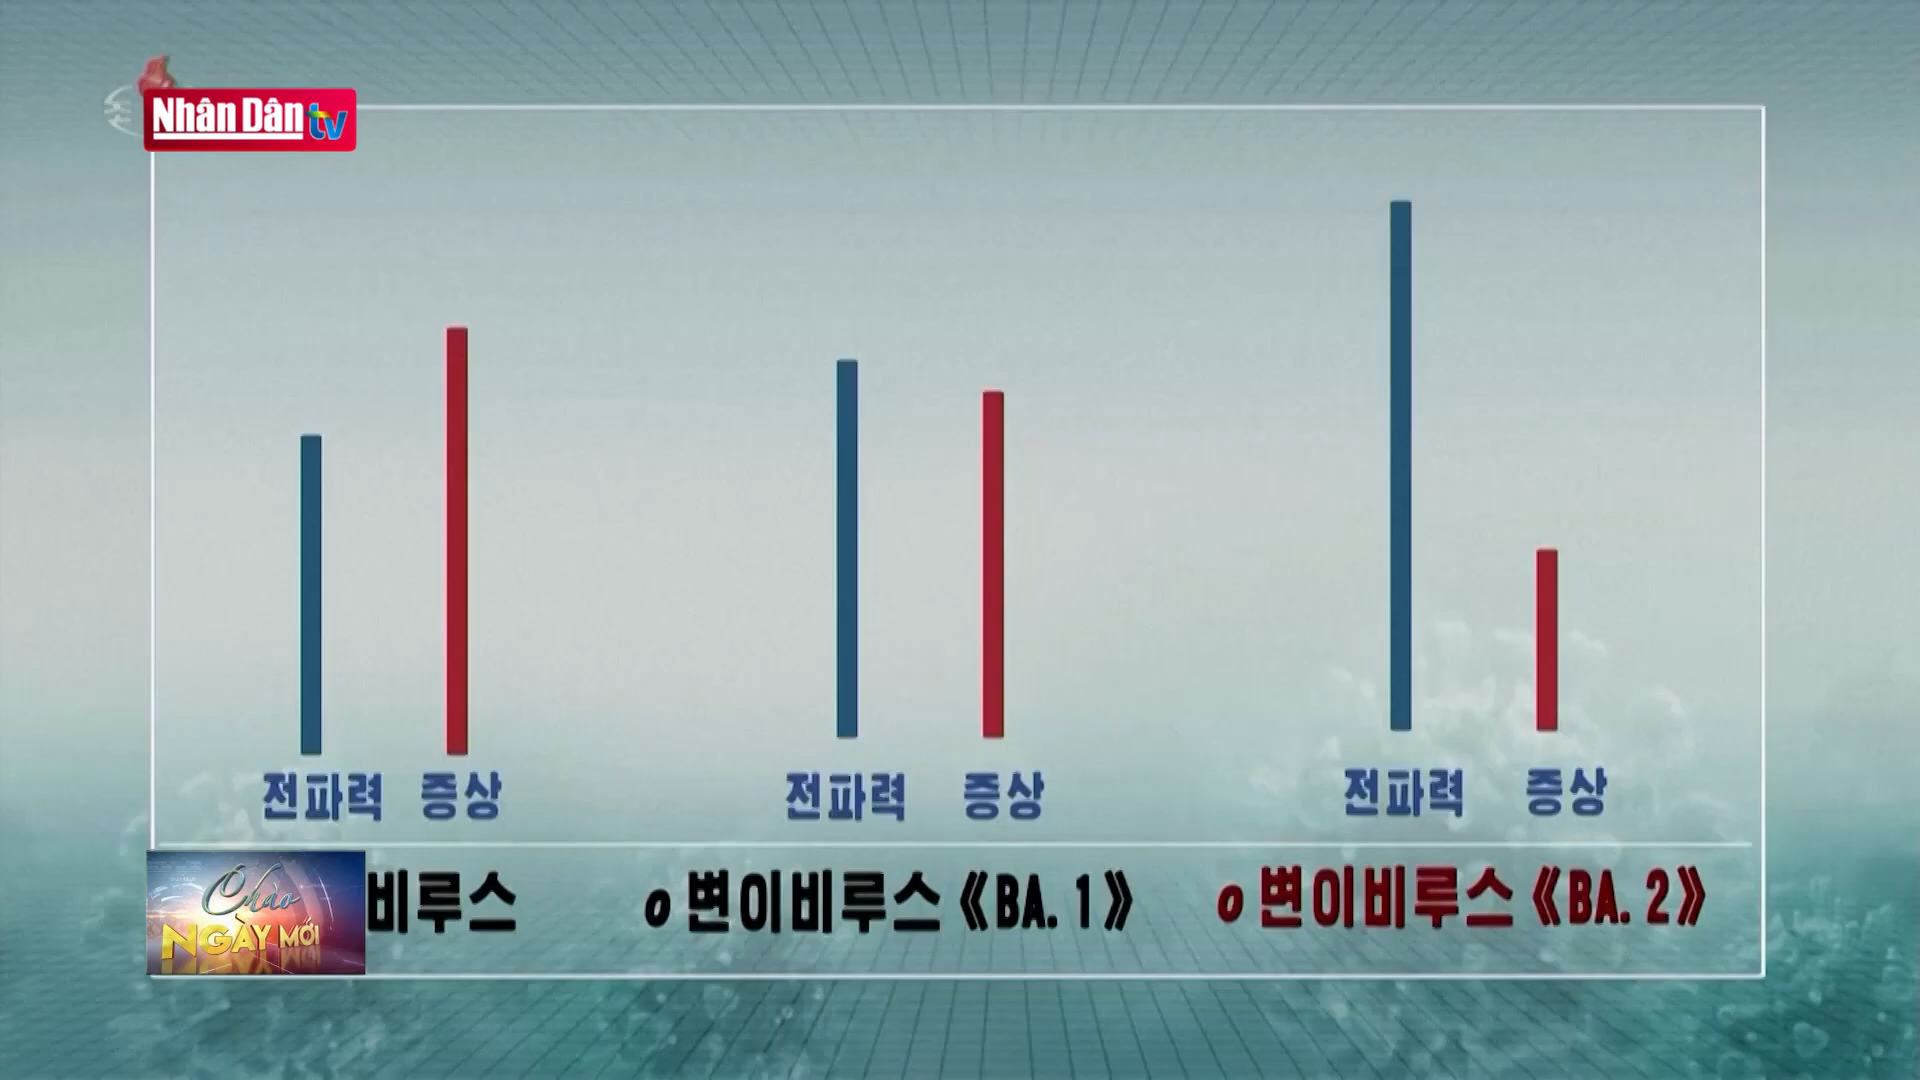 Nhân Dân tv
전파력 증상
전파력 증상
전파력 증상
Chào
NGÀY MỚI
비루스
ο변이비루스《BA.1》
ο변이비루스《BA.2》